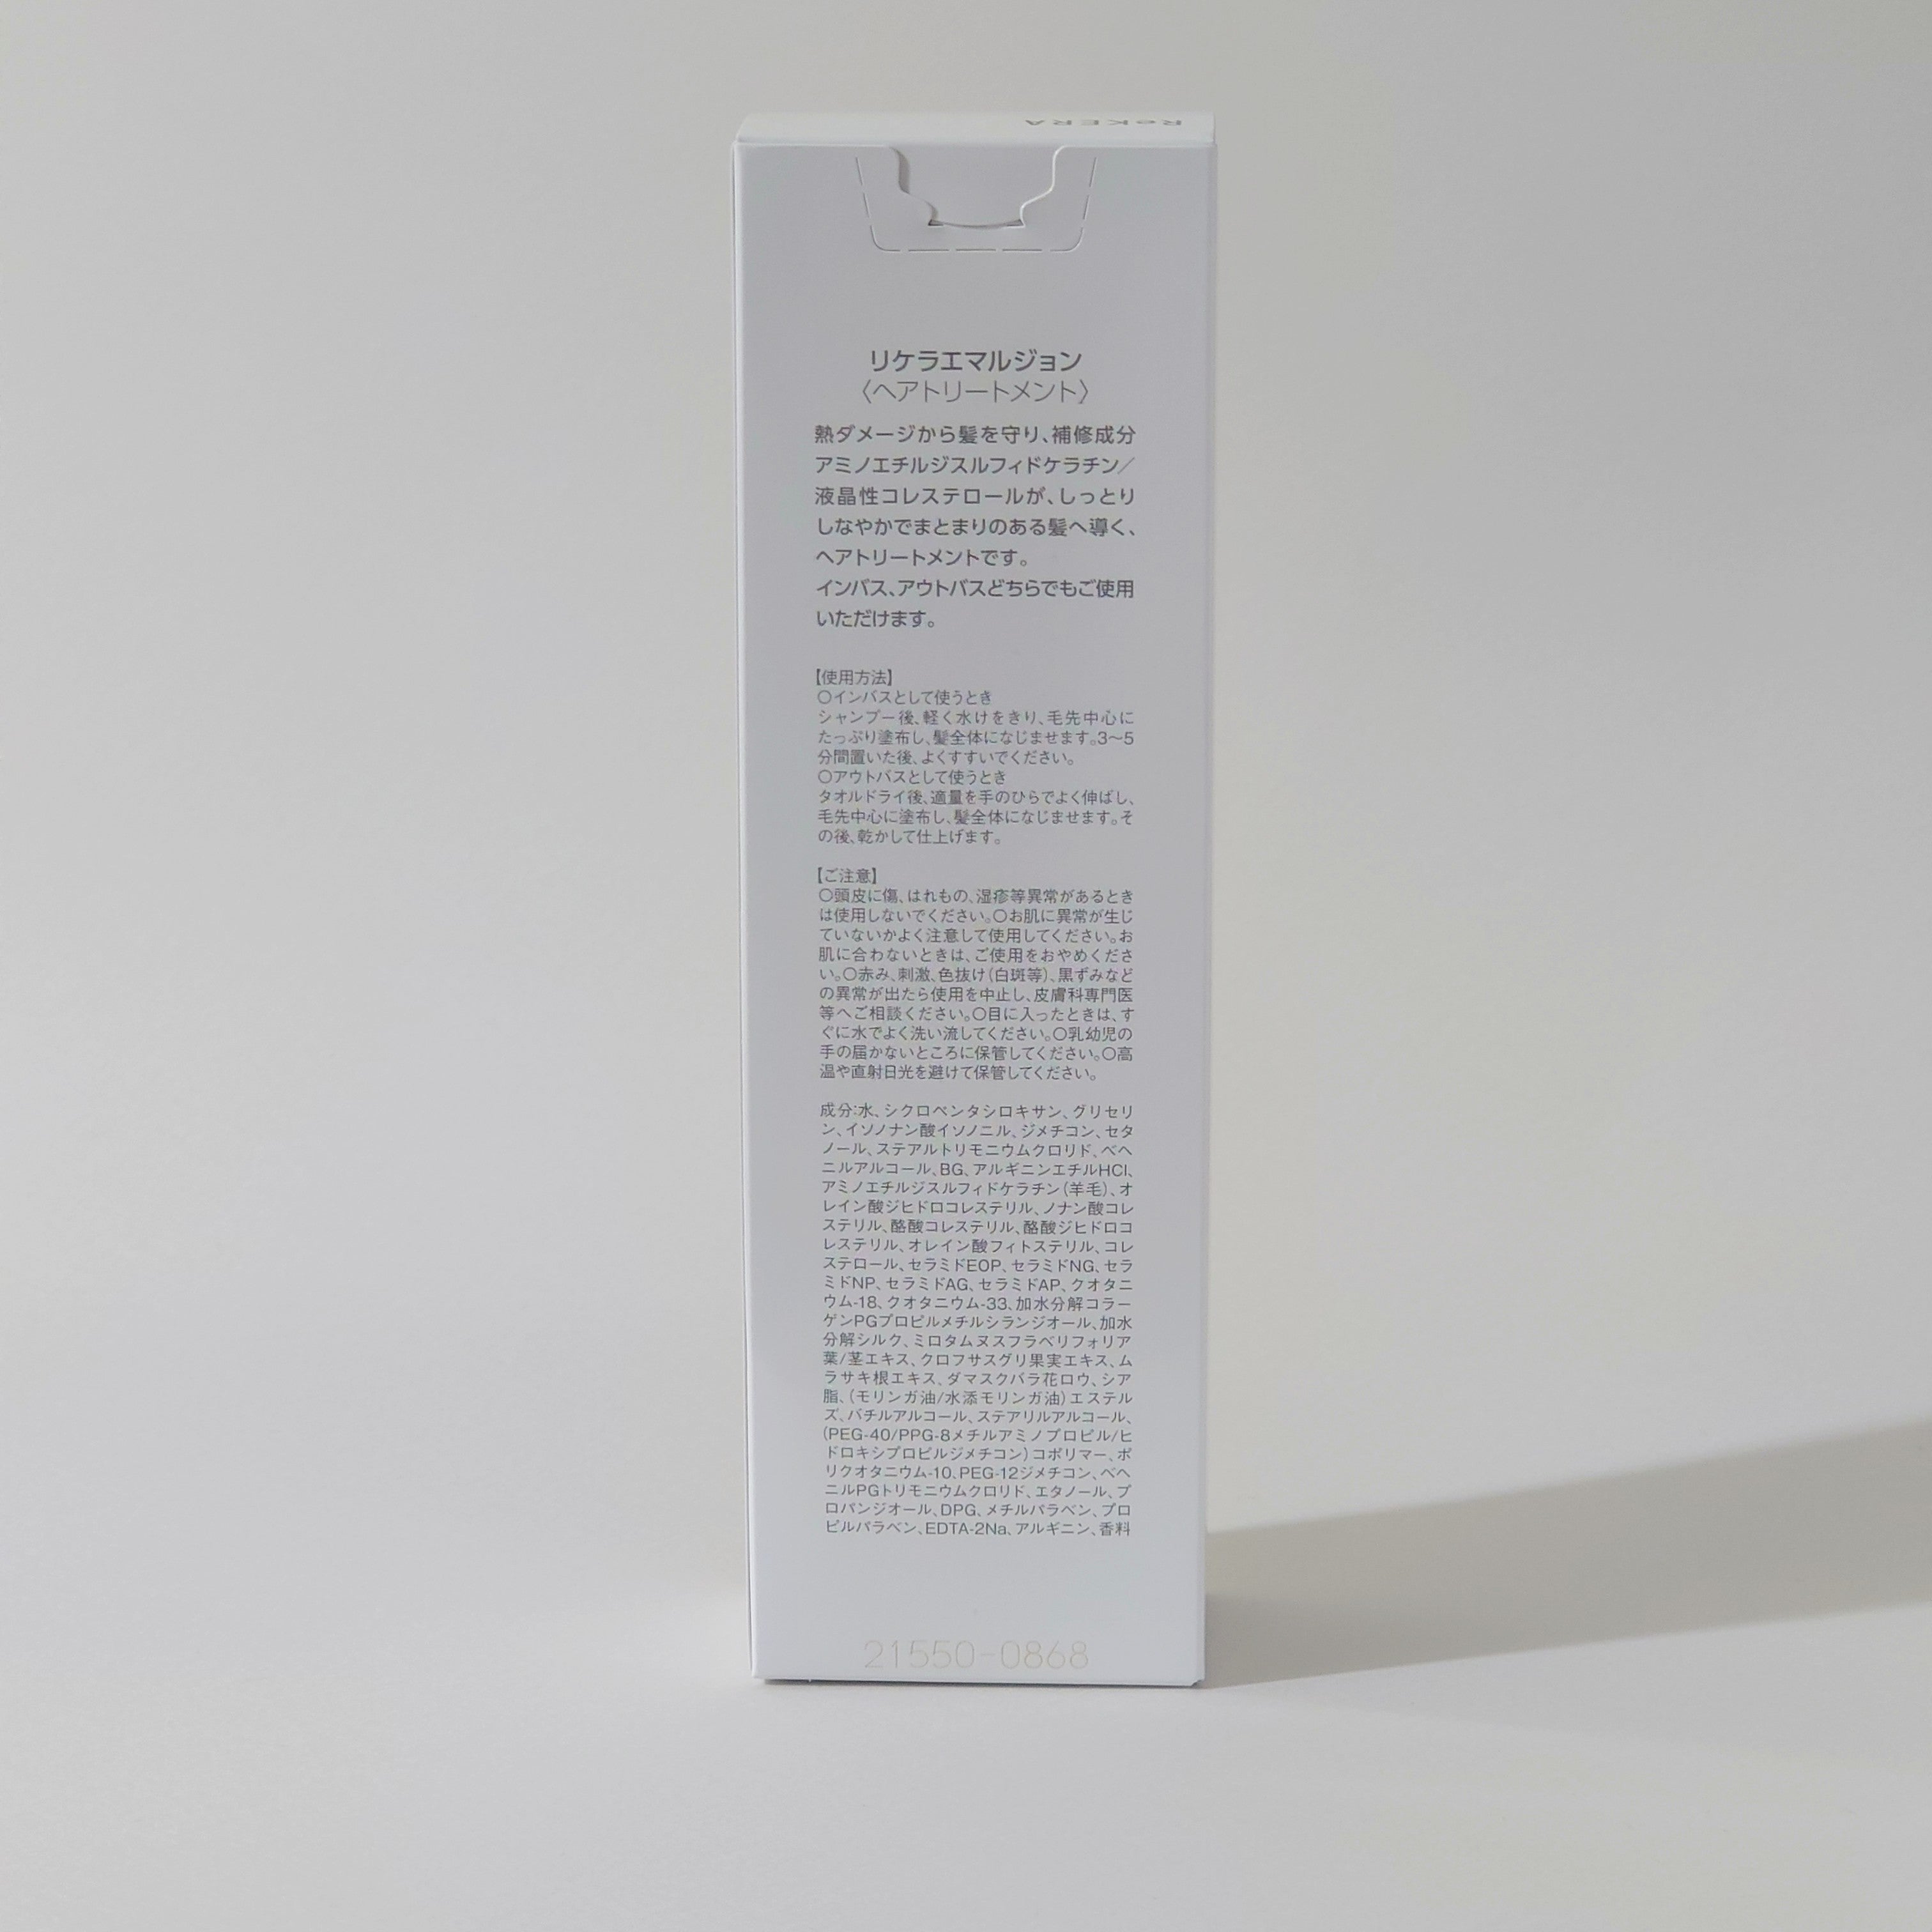 ReKERA
リケラエマルジョン
〈ヘアトリートメント〉
熱ダメージから髪を守り、補修成分
アミノエチルジスルフィドケラチン／
液晶性コレステロールが、しっとり
しなやかでまとまりのある髪へ導く、
ヘアトリートメントです。
インバス、アウトバスどちらでもご使用
いただけます。
【使用方法】
○インバスとして使うとき
シャンプー後、軽く水けをきり、毛先中心に
たっぷり塗布し、髪全体になじませます。3〜5
分間置いた後、よくすすいでください。
○アウトバスとして使うとき
タオルドライ後、適量を手のひらでよく伸ばし、
毛先中心に塗布し、髪全体になじませます。そ
の後、乾かして仕上げます。
【ご注意】
○頭皮に傷、はれもの、湿疹等異常があるとき
は使用しないでください。○お肌に異常が生じ
ていないかよく注意して使用してください。お
肌に合わないときは、ご使用をおやめくださ
い。○赤み、刺激、色抜け（白斑等）、黒ずみなど
の異常が出たら使用を中止し、皮膚科専門医
等へご相談ください。○目に入ったときは、す
ぐに水でよく洗い流してください。○乳幼児の
手の届かないところに保管してください。○高
温や直射日光を避けて保管してください。
成分：水、シクロペンタシロキサン、グリセリ
ン、イソノナン酸イソノニル、ジメチコン、セタ
ノール、ステアルトリモニウムクロリド、ベヘ
ニルアルコール、BG、アルギニンエチルHCl、
アミノエチルジスルフィドケラチン（羊毛）、オ
レイン酸ジヒドロコレステリル、ノナン酸コレ
ステリル、酪酸コレステリル、酪酸ジヒドロコ
レステリル、オレイン酸フィトステリル、コレ
ステロール、セラミドEOP、セラミドNG、セラ
ミドNP、セラミドAG、セラミドAP、クオタニ
ウム-18、クオタニウム-33、加水分解コラー
ゲンPGプロピルメチルシランジオール、加水
分解シルク、ミロタムヌスフラベリフォリア
葉/茎エキス、クロフサスグリ果実エキス、ム
ラサキ根エキス、ダマスクバラ花ロウ、シア
脂、（モリンガ油/水添モリンガ油）エステル
ズ、バチルアルコール、ステアリルアルコール、
（PEG-40/PPG-8メチルアミノプロピル/ヒ
ドロキシプロピルジメチコン）コポリマー、ポ
リクオタニウム-10、PEG-12ジメチコン、ベヘ
ニルPGトリモニウムクロリド、エタノール、プ
ロパンジオール、DPG、メチルパラベン、プロ
ピルパラベン、EDTA-2Na、アルギニン、香料
21550-0868